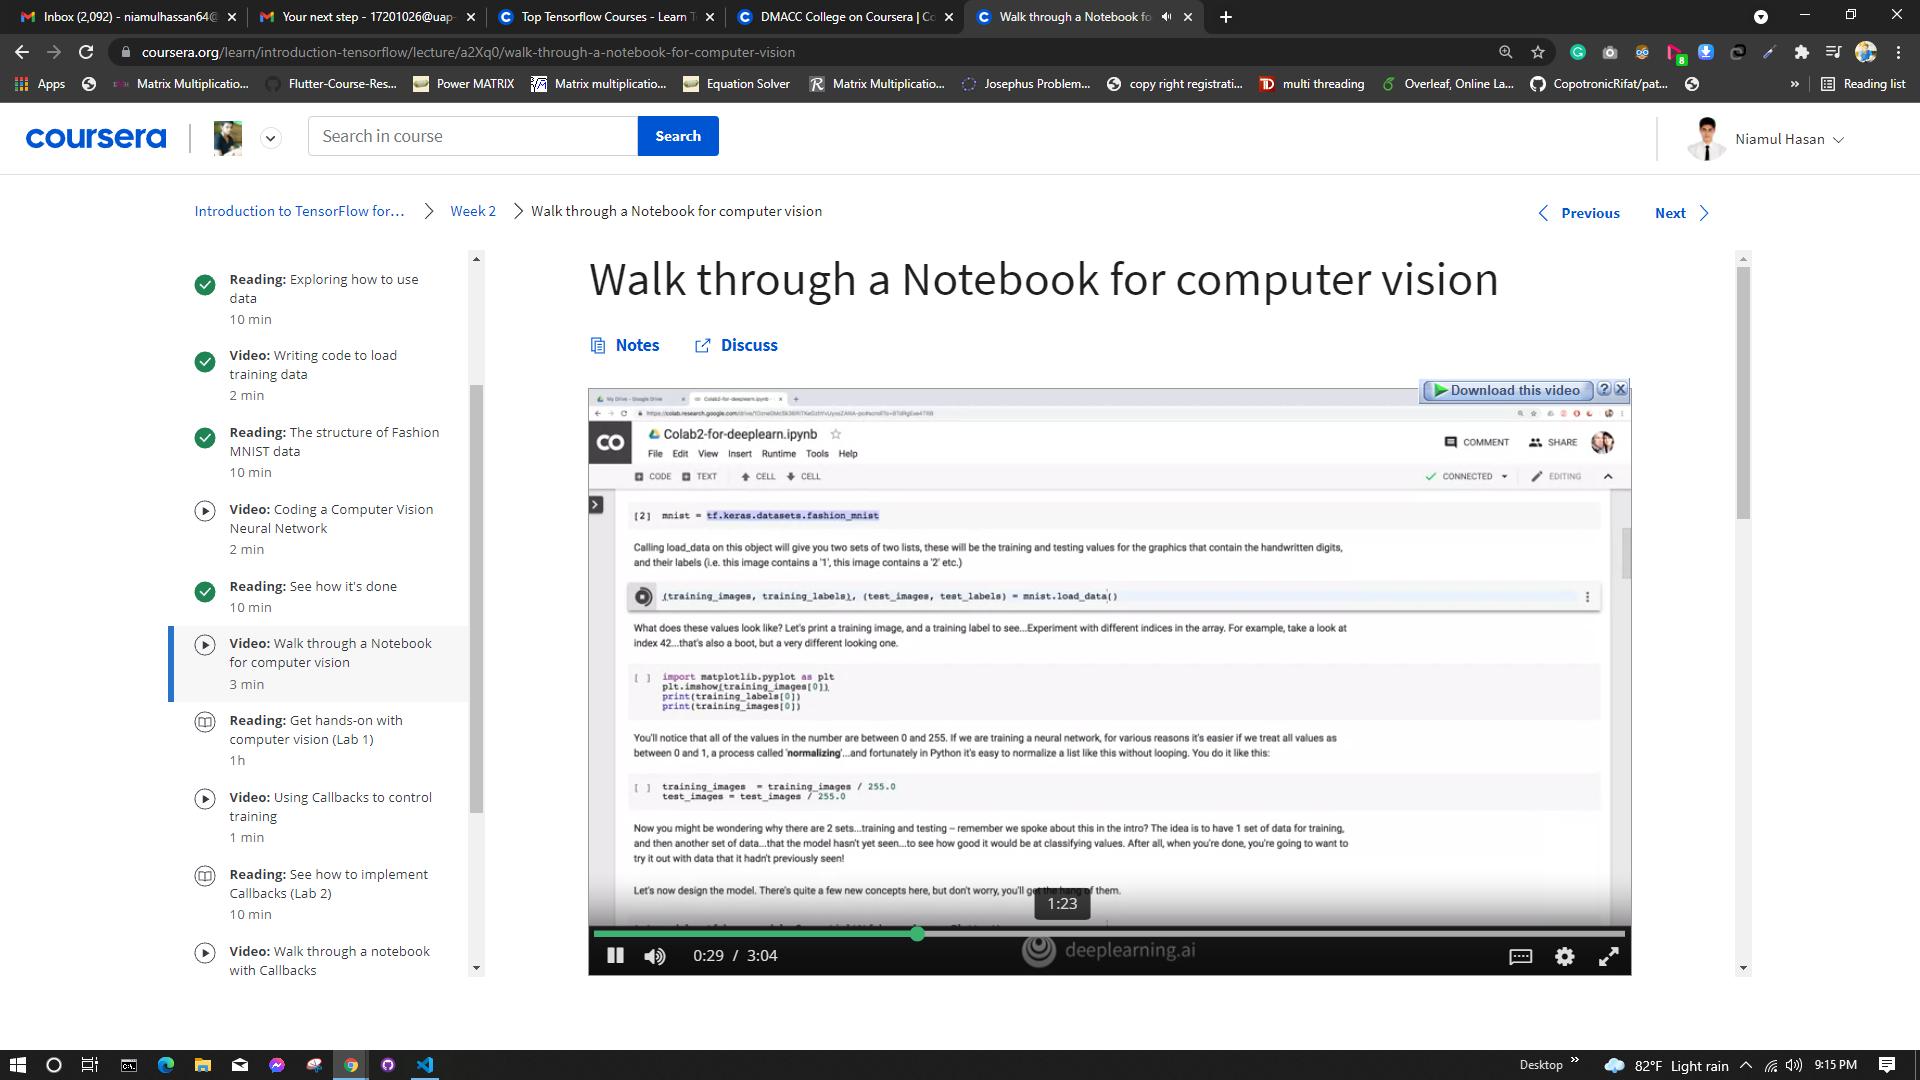 Inbox (2,092) - niamulhassan64@
Your next step - 17201026@uap-
Top Tensorflow Courses - Learn T
DMACC College on Coursera | Co
Walk through a Notebook fo
coursera.org/learn/introduction-tensorflow/lecture/a2Xq0/walk-through-a-notebook-for-computer-vision
8
Apps
Matrix Multiplicatio...
Flutter-Course-Res...
Power MATRIX
Matrix multiplicatio...
Equation Solver
Matrix Multiplicatio...
Josephus Problem...
copy right registrati...
multi threading
Overleaf, Online La...
CopotronicRifat/pat...
»
Reading list
coursera
Search in course
Search
Niamul Hasan
Introduction to TensorFlow for...
Week 2
Walk through a Notebook for computer vision
Previous
Next
Reading: Exploring how to use
data
10 min
Video: Writing code to load
training data
2 min
Reading: The structure of Fashion
MNIST data
10 min
Video: Coding a Computer Vision
Neural Network
2 min
Reading: See how it's done
10 min
Video: Walk through a Notebook
for computer vision
3 min
Reading: Get hands-on with
computer vision (Lab 1)
1h
Video: Using Callbacks to control
training
1 min
Reading: See how to implement
Callbacks (Lab 2)
10 min
Video: Walk through a notebook
with Callbacks
Walk through a Notebook for computer vision
Notes
Discuss
Download this video
?
My Drive - Google Drive
Colab2-for-deeplearn.ipynb
CO
Colab2-for-deeplearn.ipynb
COMMENT
SHARE
File Edit View Insert Runtime Tools Help
CODE
TEXT
CELL
CELL
CONNECTED
EDITING
[2] mnist = tf.keras.datasets.fashion_mnist
Calling load_data on this object will give you two sets of two lists, these will be the training and testing values for the graphics that contain the handwritten digits,
and their labels (i.e. this image contains a '1', this image contains a '2' etc.)
(training_images, training_labels), (test_images, test_labels) = mnist.load_data()
What does these values look like? Let's print a training image, and a training label to see...Experiment with different indices in the array. For example, take a look at
index 42...that's also a boot, but a very different looking one.
[ ] import matplotlib.pyplot as plt
plt.imshow(training_images[0])
print(training_labels[0])
print(training_images[0])
You'll notice that all of the values in the number are between 0 and 255. If we are training a neural network, for various reasons it's easier if we treat all values as
between 0 and 1, a process called 'normalizing'...and fortunately in Python it's easy to normalize a list like this without looping. You do it like this:
[ ] training_images = training_images / 255.0
test_images = test_images / 255.0
Now you might be wondering why there are 2 sets...training and testing -- remember we spoke about this in the intro? The idea is to have 1 set of data for training,
and then another set of data...that the model hasn't yet seen...to see how good it would be at classifying values. After all, when you're done, you're going to want to
try it out with data that it hadn't previously seen!
Let's now design the model. There's quite a few new concepts here, but don't worry, you'll get the hang of them.
1:23
0:29 / 3:04
deeplearning.ai
Desktop
»
82°F Light rain
9:15 PM